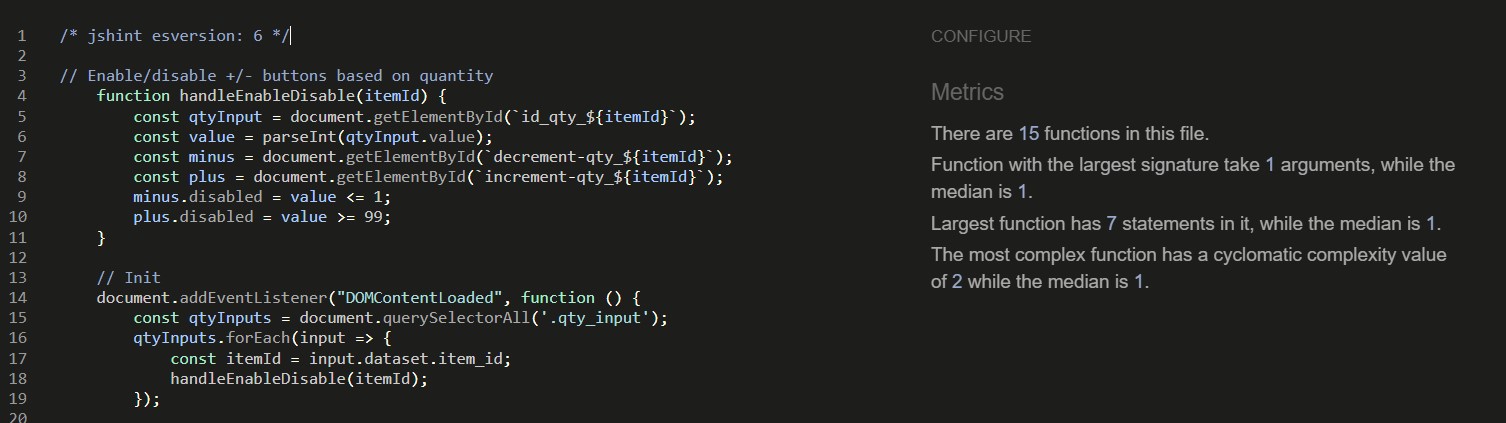 1 /* jshint esversion: 6 */
2
3 // Enable/disable +/- buttons based on quantity
4 function handleEnableDisable(itemId) {
5 const qtyInput = document.getElementById(`id_qty_${itemId}`);
6 const value = parseInt(qtyInput.value);
7 const minus = document.getElementById(`decrement-qty_${itemId}`);
8 const plus = document.getElementById(`increment-qty_${itemId}`);
9 minus.disabled = value <= 1;
10 plus.disabled = value >= 99;
11 }
12
13 // Init
14 document.addEventListener("DOMContentLoaded", function () {
15 const qtyInputs = document.querySelectorAll('.qty_input');
16 qtyInputs.forEach(input => {
17 const itemId = input.dataset.item_id;
18 handleEnableDisable(itemId);
19 });
20
CONFIGURE
Metrics
There are 15 functions in this file.
Function with the largest signature take 1 arguments, while the
median is 1.
Largest function has 7 statements in it, while the median is 1.
The most complex function has a cyclomatic complexity value
of 2 while the median is 1.